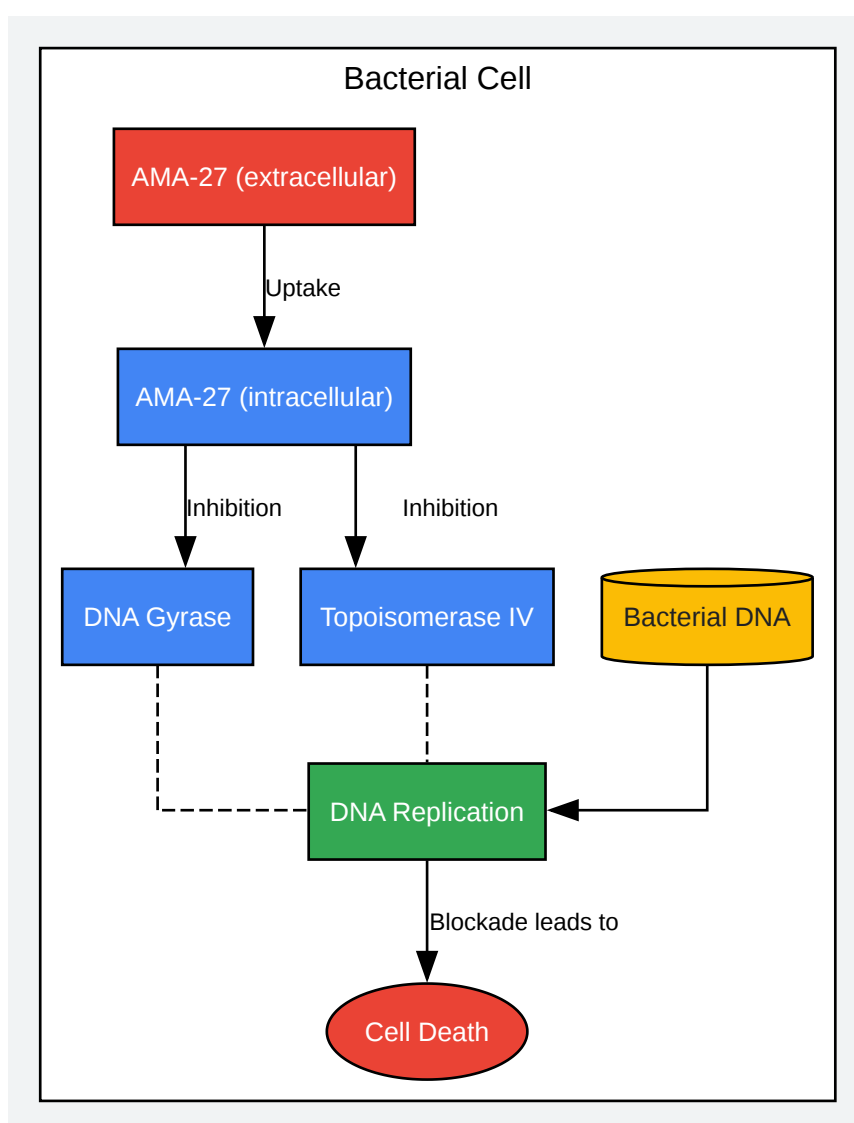 Bacterial Cell
AMA-27 (extracellular)
Uptake
AMA-27 (intracellular)
Inhibition
Inhibition
DNA Gyrase
Topoisomerase IV
Bacterial DNA
DNA Replication
Blockade leads to
Cell Death